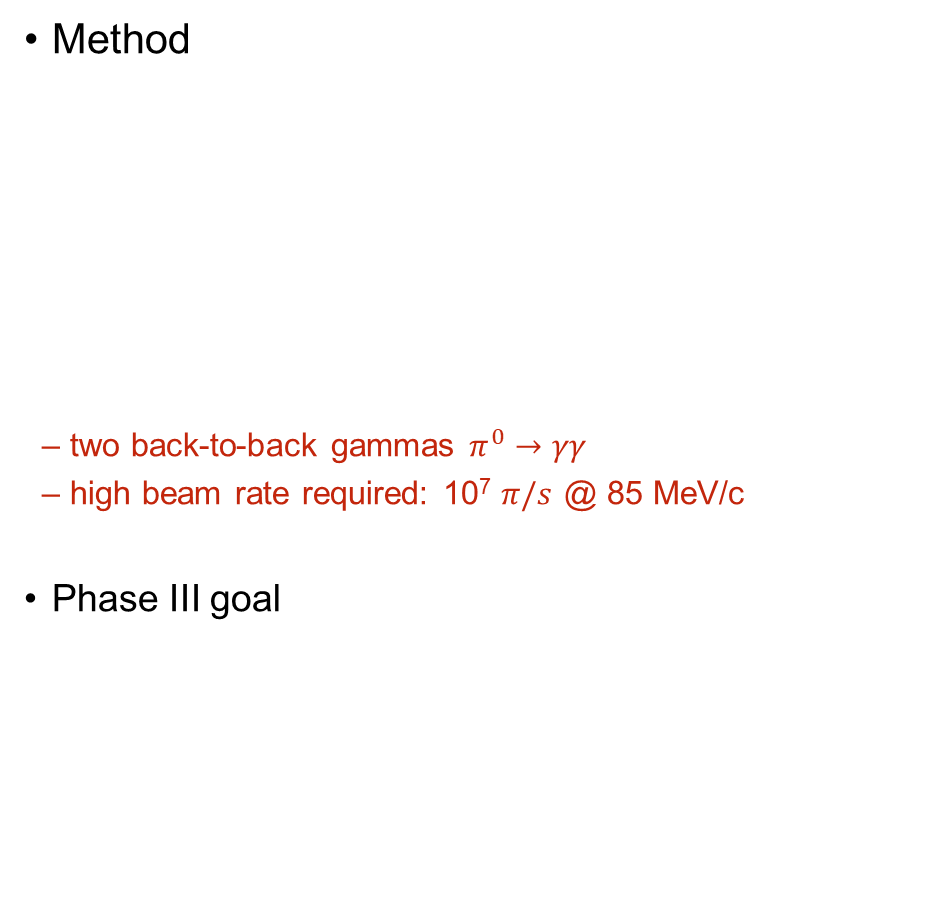 • Method
– two back-to-back gammas π⁰ → γγ
– high beam rate required: 10⁷ π/s @ 85 MeV/c
• Phase III goal